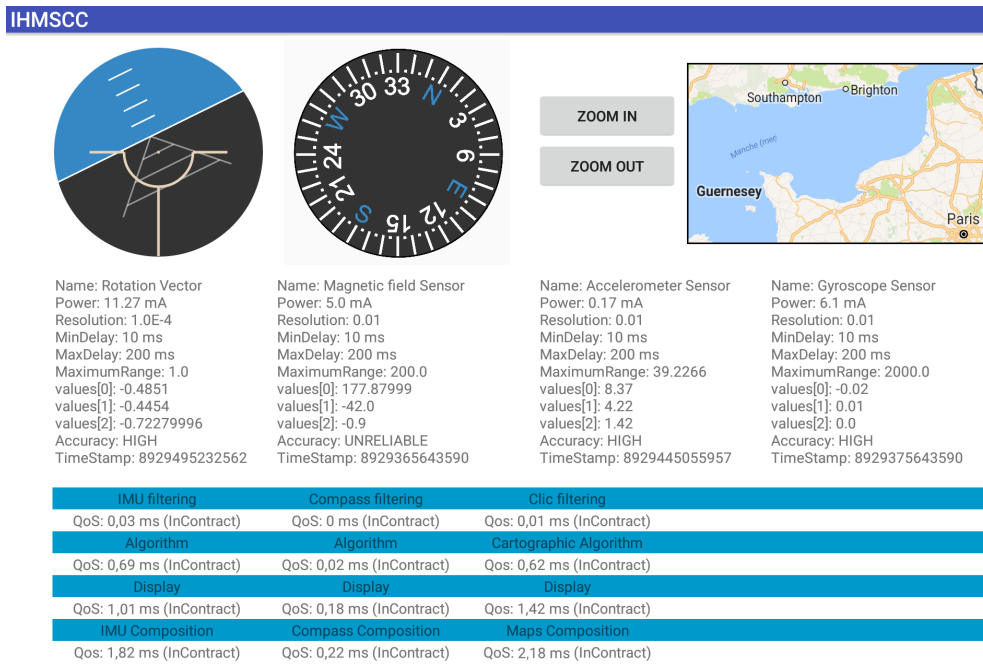 IHMSCC
33
N
3
6
E
12
15
S
21
24
W
30
ZOOM IN
ZOOM OUT
Southampton
Brighton
Manche (mer)
Guernesey
Paris
Name: Rotation Vector
Power: 11.27 mA
Resolution: 1.0E-4
MinDelay: 10 ms
MaxDelay: 200 ms
MaximumRange: 1.0
values[0]: -0.4851
values[1]: -0.4454
values[2]: -0.72279996
Accuracy: HIGH
TimeStamp: 8929495232562
Name: Magnetic field Sensor
Power: 5.0 mA
Resolution: 0.01
MinDelay: 10 ms
MaxDelay: 200 ms
MaximumRange: 200.0
values[0]: 177.87999
values[1]: -42.0
values[2]: -0.9
Accuracy: UNRELIABLE
TimeStamp: 8929365643590
Name: Accelerometer Sensor
Power: 0.17 mA
Resolution: 0.01
MinDelay: 10 ms
MaxDelay: 200 ms
MaximumRange: 39.2266
values[0]: 8.37
values[1]: 4.22
values[2]: 1.42
Accuracy: HIGH
TimeStamp: 8929445055957
Name: Gyroscope Sensor
Power: 6.1 mA
Resolution: 0.01
MinDelay: 10 ms
MaxDelay: 200 ms
MaximumRange: 2000.0
values[0]: -0.02
values[1]: 0.01
values[2]: 0.0
Accuracy: HIGH
TimeStamp: 8929375643590
IMU filtering Compass filtering Clic filtering
QoS: 0,03 ms (InContract) QoS: 0 ms (InContract) Qos: 0,01 ms (InContract)
Algorithm Algorithm Cartographic Algorithm
QoS: 0,69 ms (InContract) QoS: 0,02 ms (InContract) Qos: 0,62 ms (InContract)
Display Display Display
QoS: 1,01 ms (InContract) QoS: 0,18 ms (InContract) Qos: 1,42 ms (InContract)
IMU Composition Compass Composition Maps Composition
Qos: 1,82 ms (InContract) QoS: 0,22 ms (InContract) QoS: 2,18 ms (InContract)